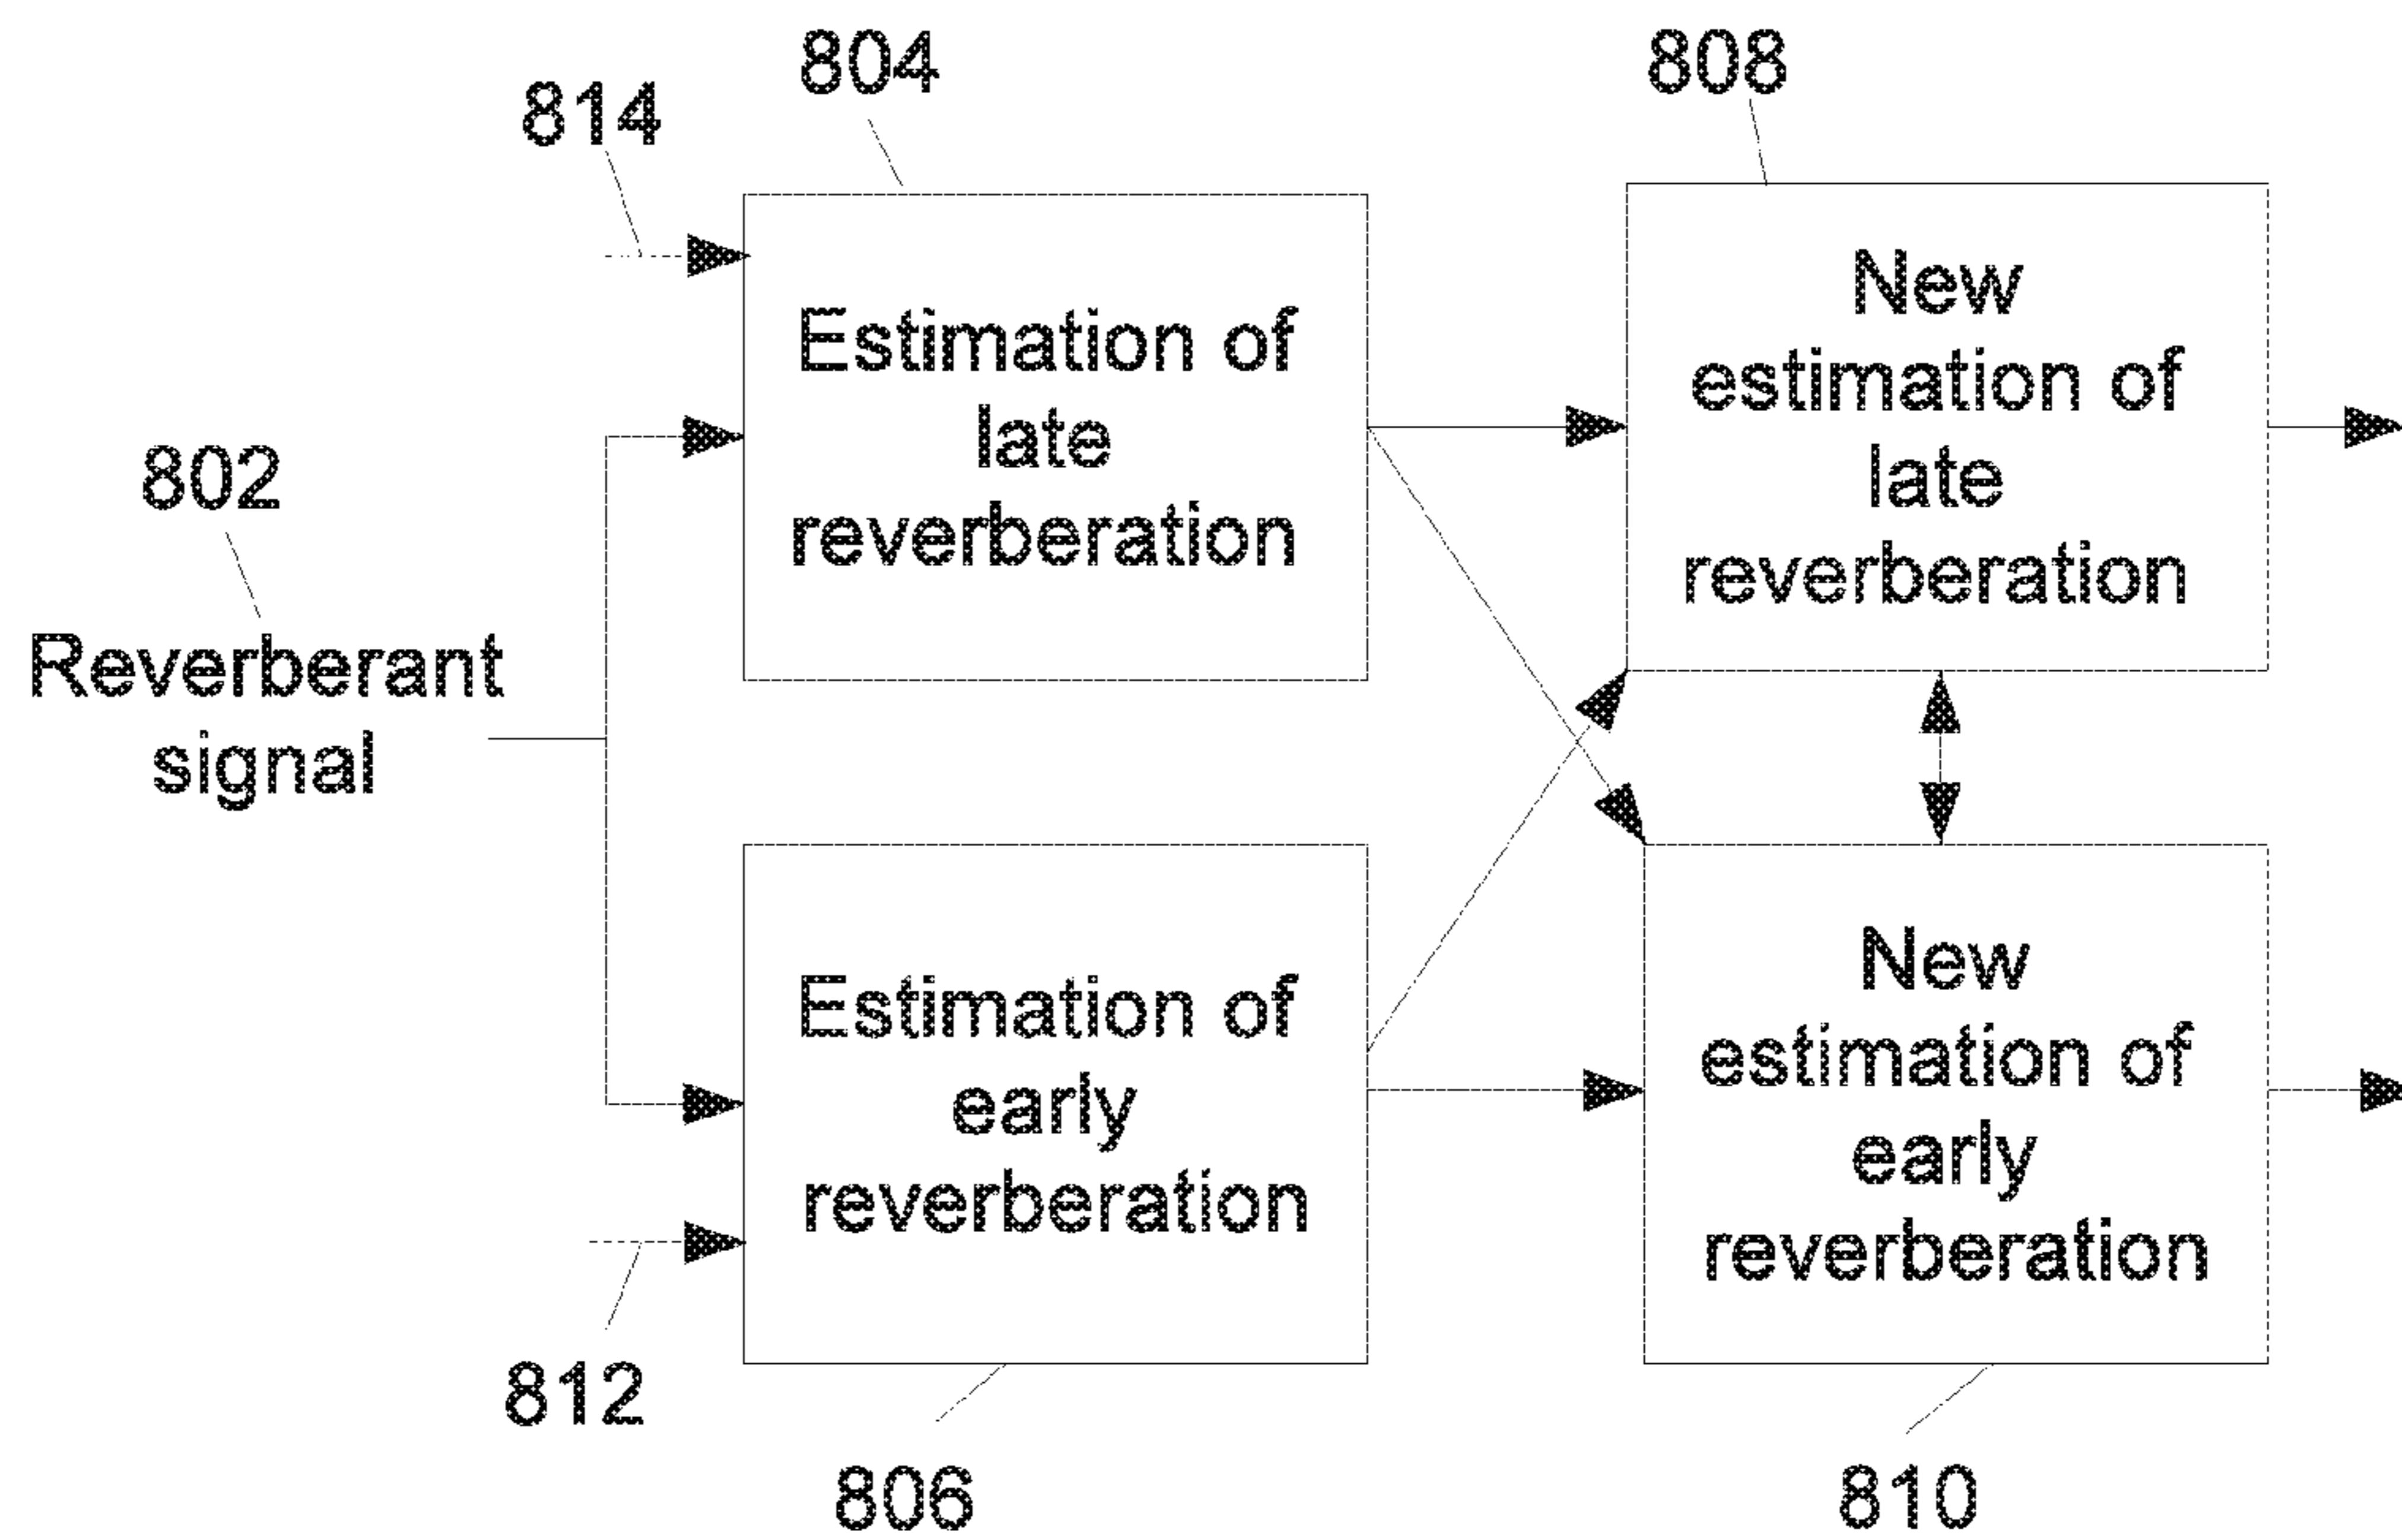 804
808
814
Estimation of
late
reverberation
New
estimation of
late
reverberation
802
Reverberant
signal
Estimation of
early
reverberation
New
estimation of
early
reverberation
812
806
810